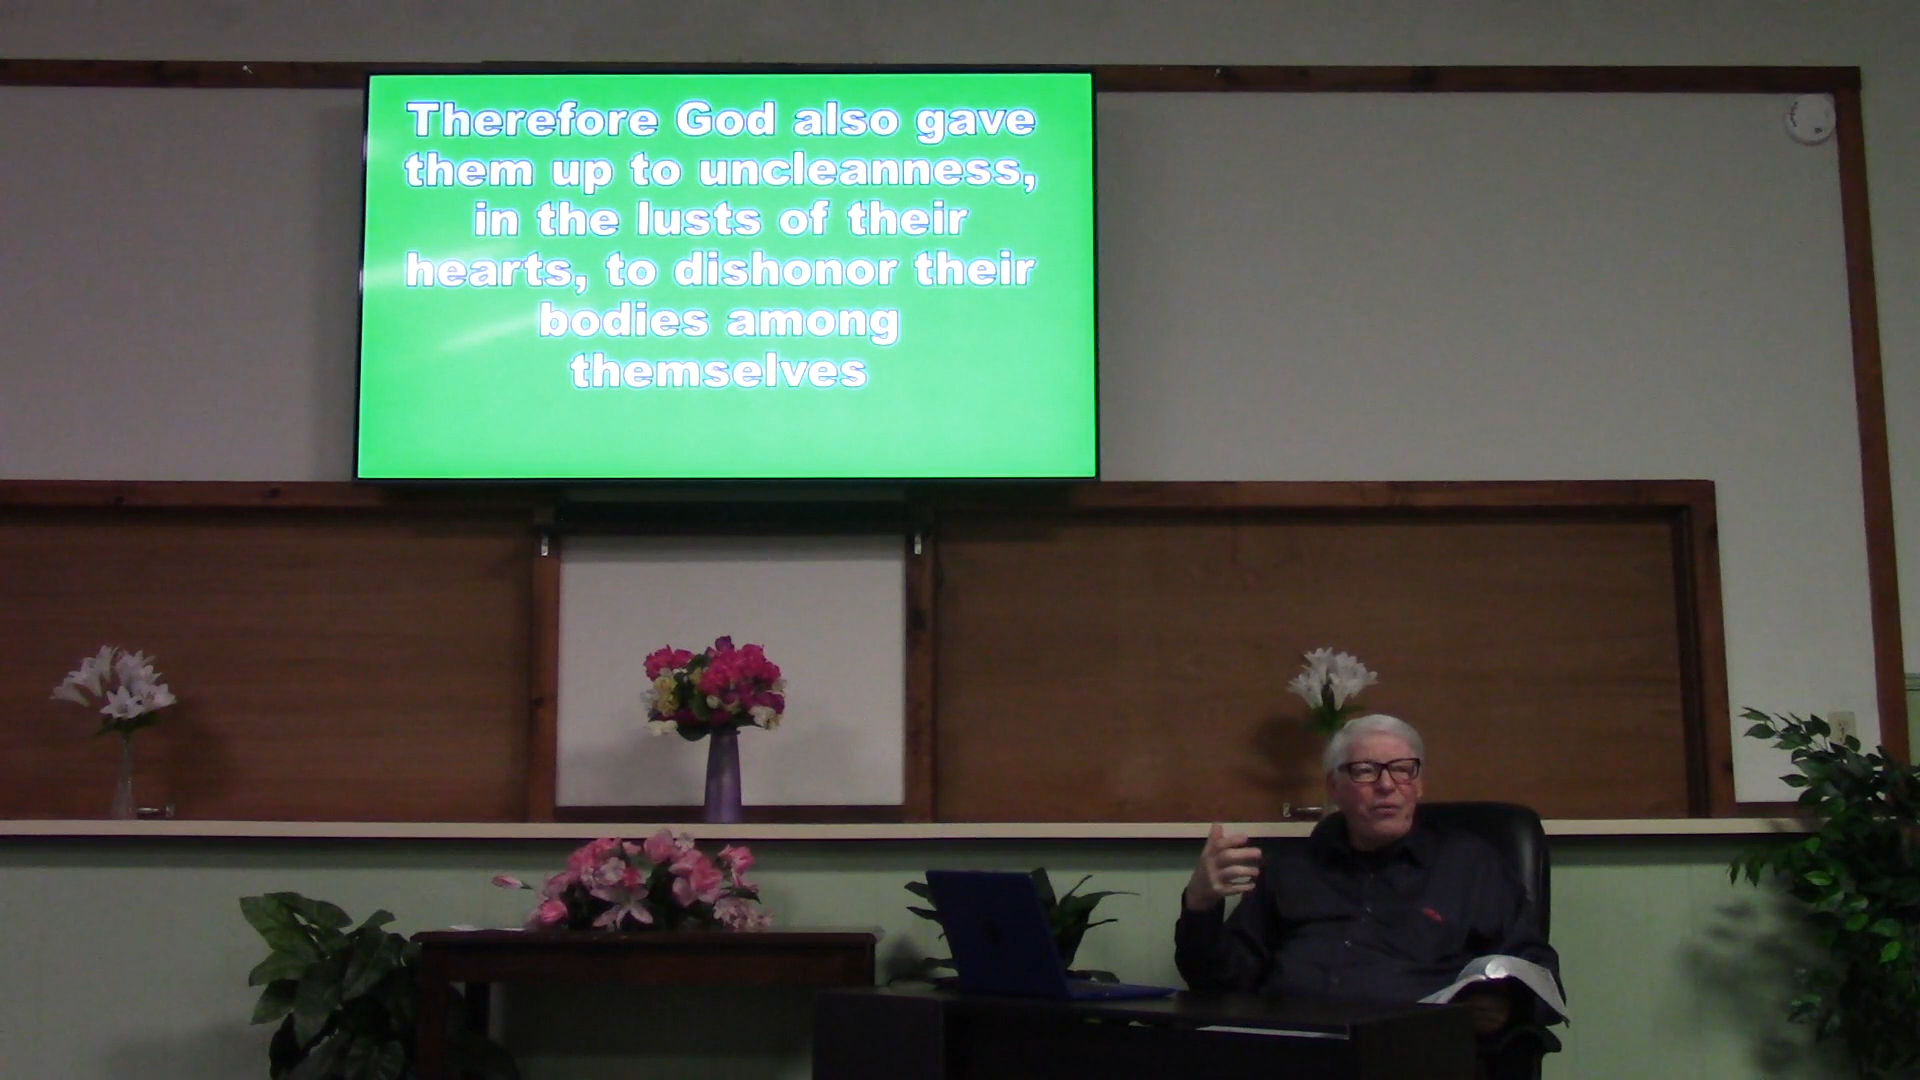 Therefore God also gave
them up to uncleanness,
in the lusts of their
hearts, to dishonor their
bodies among
themselves